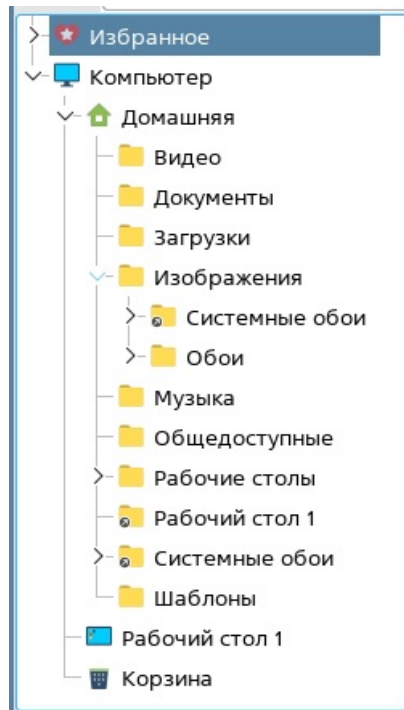 Избранное
Компьютер
Домашняя
Видео
Документы
Загрузки
Изображения
Системные обои
Обои
Музыка
Общедоступные
Рабочие столы
Рабочий стол 1
Системные обои
Шаблоны
Рабочий стол 1
Корзина